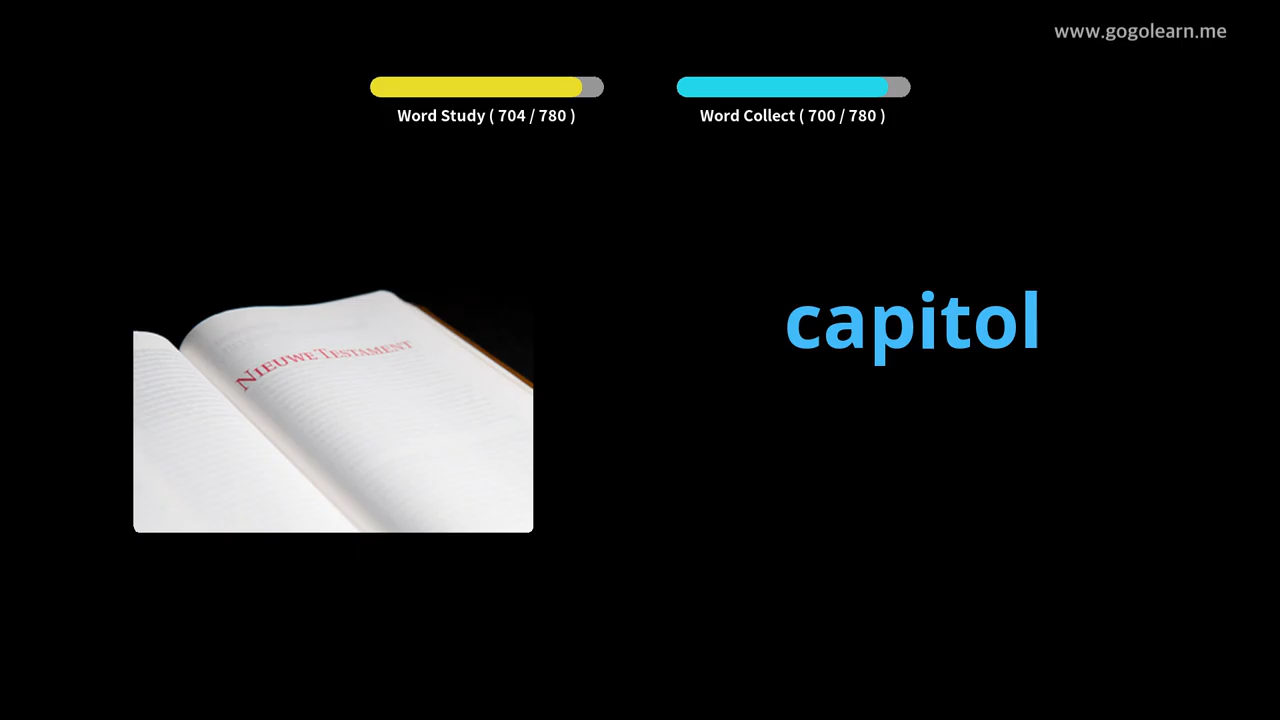 www.gogolearn.me
Word Study ( 704 / 780 )
Word Collect ( 700 / 780 )
NIEUWE TESTAMENT
capitol